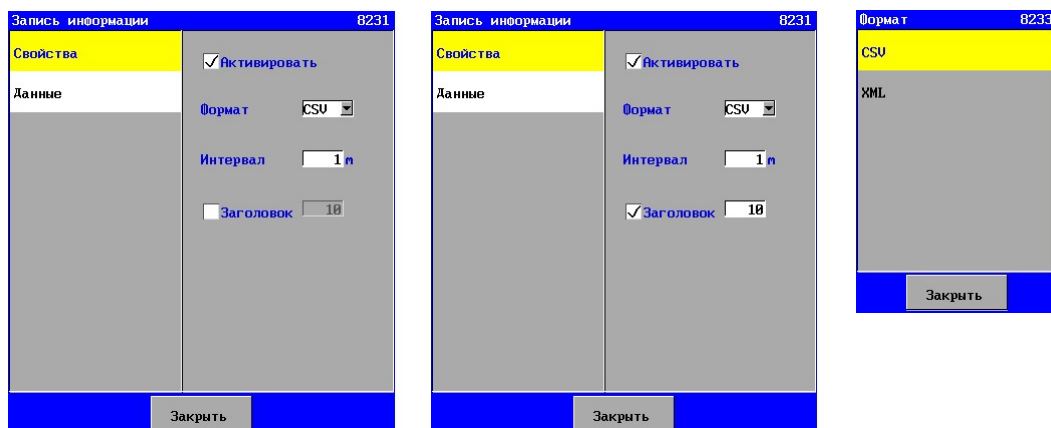 Запись информации 8231
Свойства
Данные
Активировать
Формат CSV
Интервал 1 m
Заголовок 10
Закрыть
Запись информации 8231
Свойства
Данные
Активировать
Формат CSV
Интервал 1 m
Заголовок 10
Закрыть
Формат 8233
CSV
XML
Закрыть